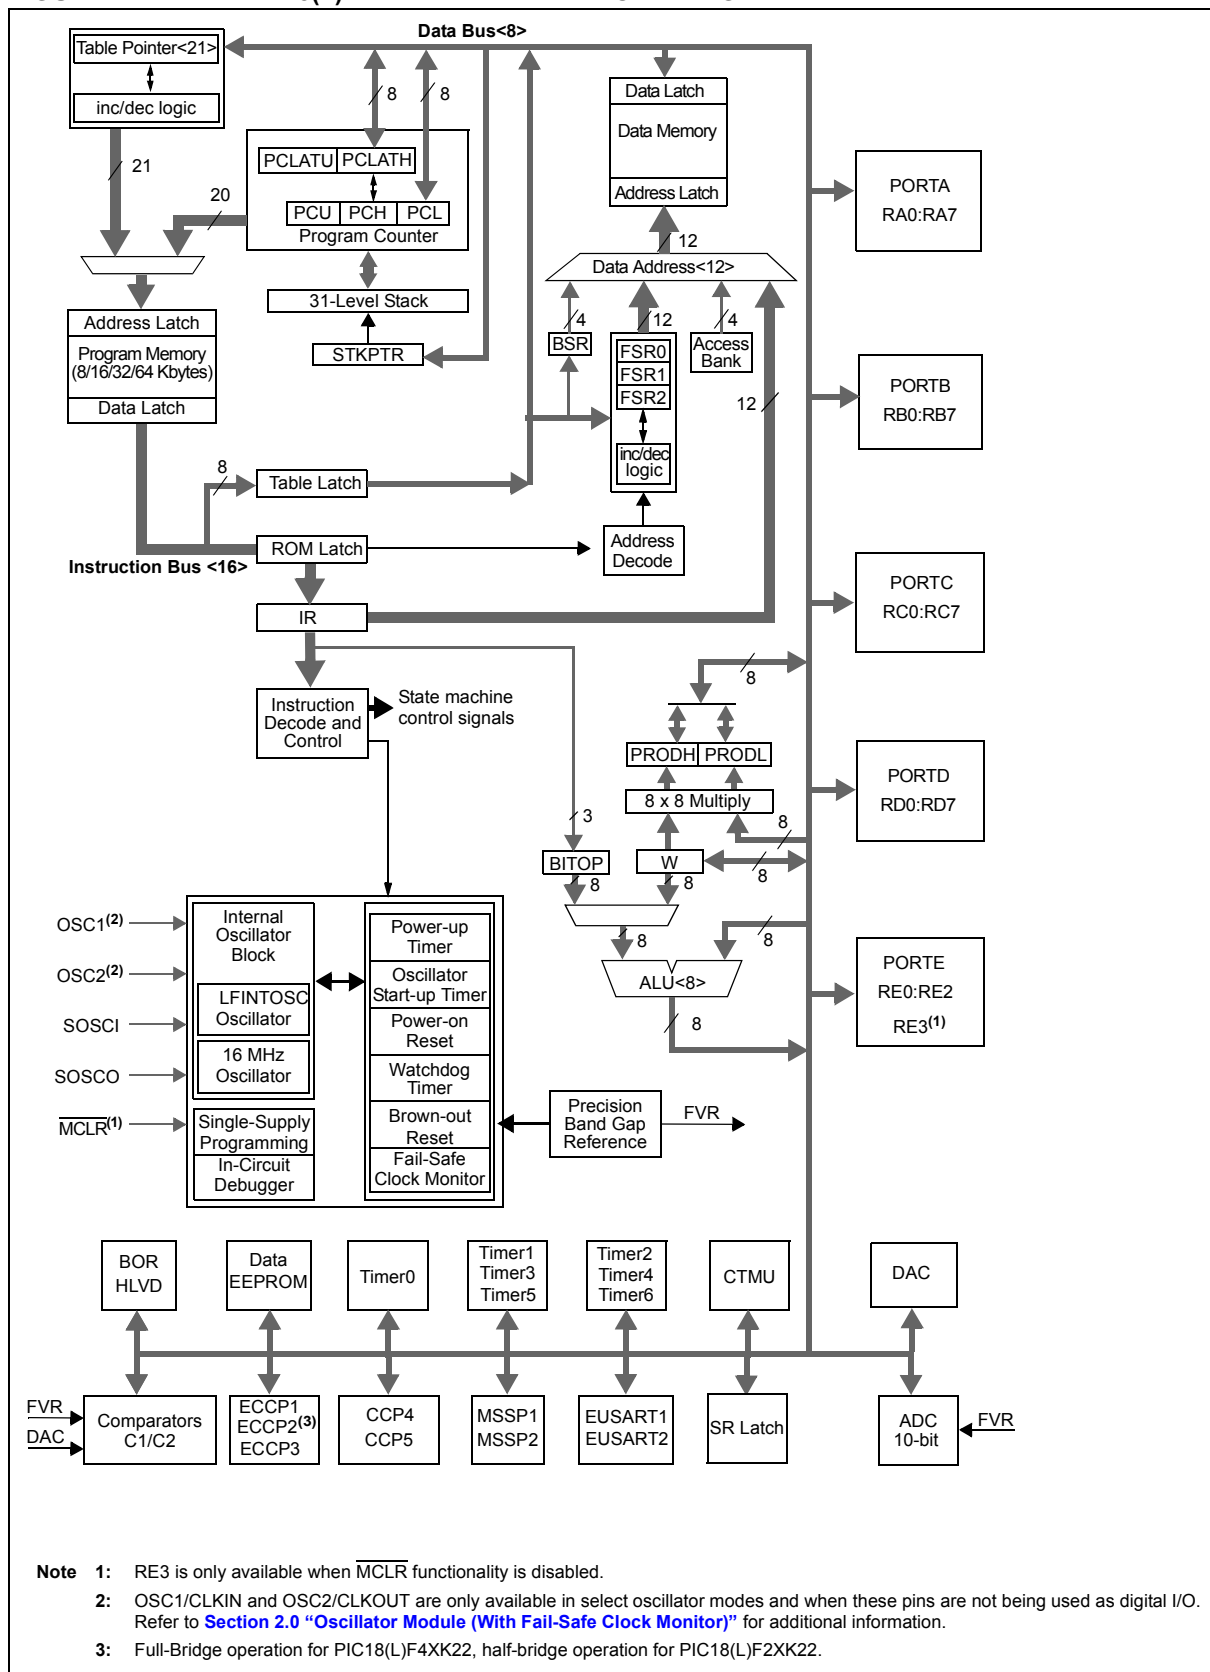 Data Bus<8>
Table Pointer<21>
inc/dec logic
21
20
8
8
PCLATU PCLATH
PCU PCH PCL
Program Counter
31-Level Stack
STKPTR
Data Latch
Data Memory
Address Latch
12
Data Address<12>
4
12
4
BSR
FSR0
FSR1
FSR2
inc/dec
logic
Access
Bank
12
Address Latch
Program Memory
(8/16/32/64 Kbytes)
Data Latch
8
Table Latch
ROM Latch
Instruction Bus <16>
Address
Decode
IR
Instruction
Decode and
Control
State machine
control signals
8
PRODH PRODL
8 x 8 Multiply
3
8
BITOP
W
8
8
8
8
8
ALU<8>
8
PORTA
RA0:RA7
PORTB
RB0:RB7
PORTC
RC0:RC7
PORTD
RD0:RD7
PORTE
RE0:RE2
RE3(1)
OSC1(2)
OSC2(2)
SOSCI
SOSCO
MCLR(1)
Internal
Oscillator
Block
LFINTOSC
Oscillator
16 MHz
Oscillator
Single-Supply
Programming
In-Circuit
Debugger
Power-up
Timer
Oscillator
Start-up Timer
Power-on
Reset
Watchdog
Timer
Brown-out
Reset
Fail-Safe
Clock Monitor
Precision
Band Gap
Reference
FVR
BOR
HLVD
Data
EEPROM
Timer0
Timer1
Timer3
Timer5
Timer2
Timer4
Timer6
CTMU
DAC
FVR
DAC
Comparators
C1/C2
ECCP1
ECCP2(3)
ECCP3
CCP4
CCP5
MSSP1
MSSP2
EUSART1
EUSART2
SR Latch
ADC
10-bit
FVR
Note 1: RE3 is only available when MCLR functionality is disabled.
2: OSC1/CLKIN and OSC2/CLKOUT are only available in select oscillator modes and when these pins are not being used as digital I/O.
Refer to Section 2.0 “Oscillator Module (With Fail-Safe Clock Monitor)” for additional information.
3: Full-Bridge operation for PIC18(L)F4XK22, half-bridge operation for PIC18(L)F2XK22.